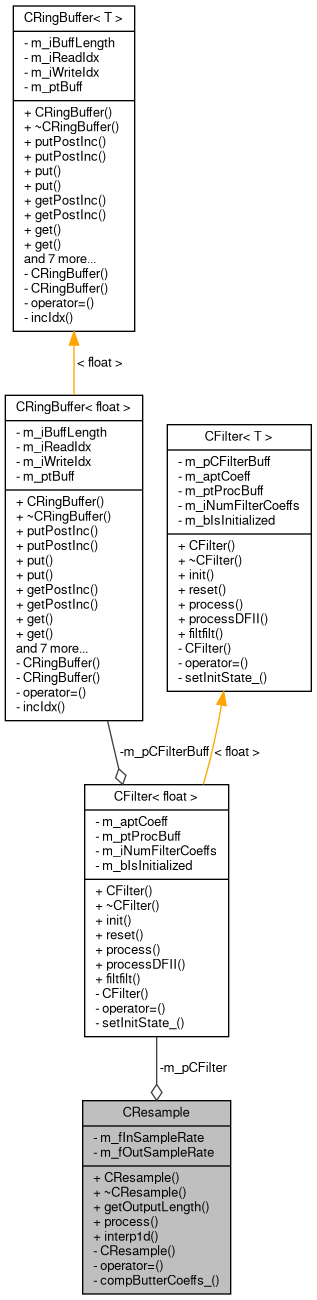 CRingBuffer< T >
- m_iBuffLength
- m_iReadIdx
- m_iWriteIdx
- m_ptBuff
+ CRingBuffer()
+ ~CRingBuffer()
+ putPostInc()
+ putPostInc()
+ put()
+ put()
+ getPostInc()
+ getPostInc()
+ get()
+ get()
and 7 more...
- CRingBuffer()
- CRingBuffer()
- operator=()
- incIdx()
< float >
CRingBuffer< float >
- m_iBuffLength
- m_iReadIdx
- m_iWriteIdx
- m_ptBuff
+ CRingBuffer()
+ ~CRingBuffer()
+ putPostInc()
+ putPostInc()
+ put()
+ put()
+ getPostInc()
+ getPostInc()
+ get()
+ get()
and 7 more...
- CRingBuffer()
- CRingBuffer()
- operator=()
- incIdx()
CFilter< T >
- m_pCFilterBuff
- m_aptCoeff
- m_ptProcBuff
- m_iNumFilterCoeffs
- m_bIsInitialized
+ CFilter()
+ ~CFilter()
+ init()
+ reset()
+ process()
+ processDFII()
+ filtfilt()
- CFilter()
- operator=()
- setInitState_()
-m_pCFilterBuff
< float >
CFilter< float >
- m_aptCoeff
- m_ptProcBuff
- m_iNumFilterCoeffs
- m_bIsInitialized
+ CFilter()
+ ~CFilter()
+ init()
+ reset()
+ process()
+ processDFII()
+ filtfilt()
- CFilter()
- operator=()
- setInitState_()
-m_pCFilter
CResample
- m_fInSampleRate
- m_fOutSampleRate
+ CResample()
+ ~CResample()
+ getOutputLength()
+ process()
+ interp1d()
- CResample()
- operator=()
- compButterCoeffs_()